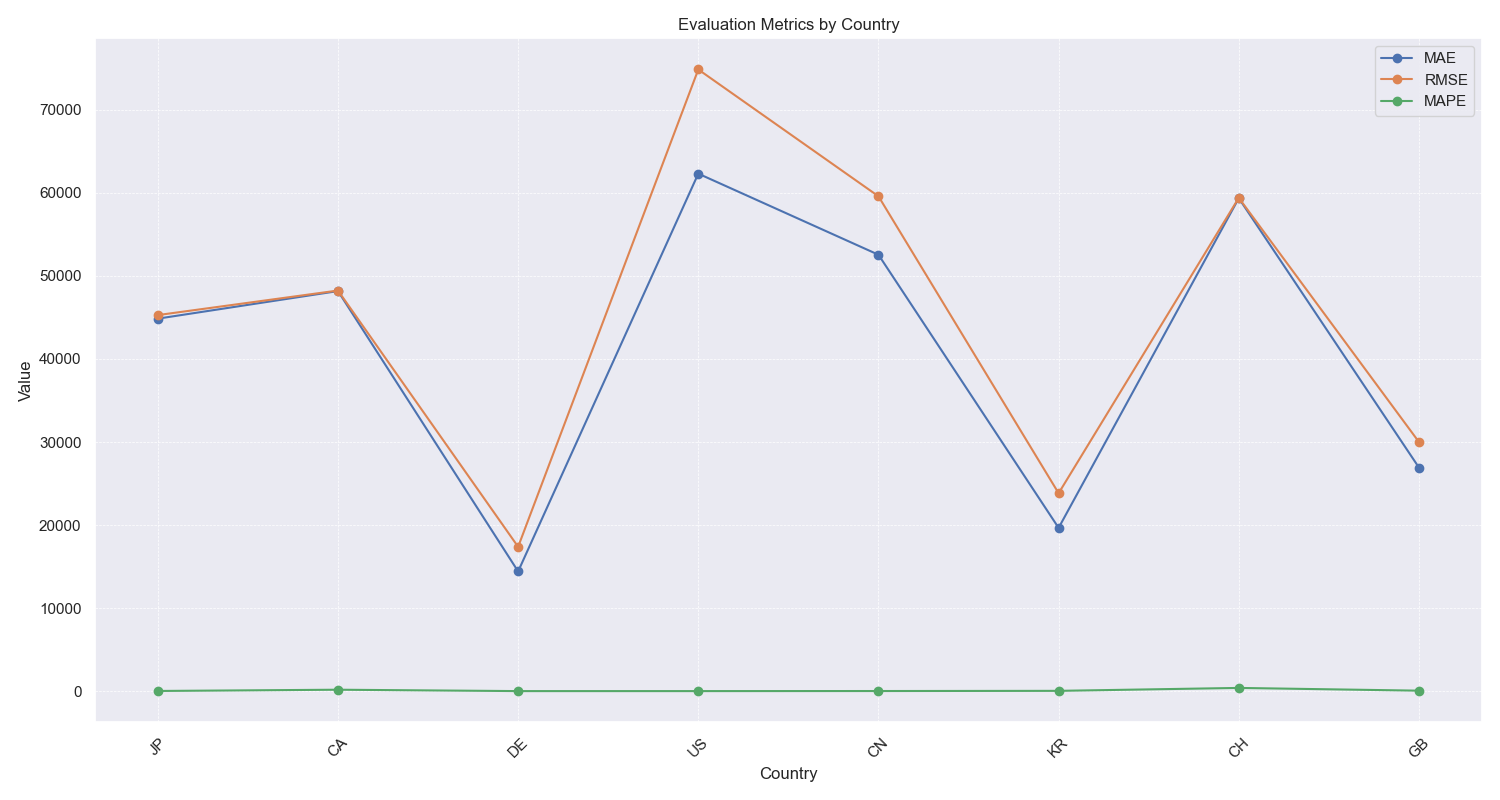 Evaluation Metrics by Country
MAE
RMSE
MAPE
70000
60000
50000
40000
30000
20000
10000
0
Value
JP
CA
DE
US
CN
KR
CH
GB
Country